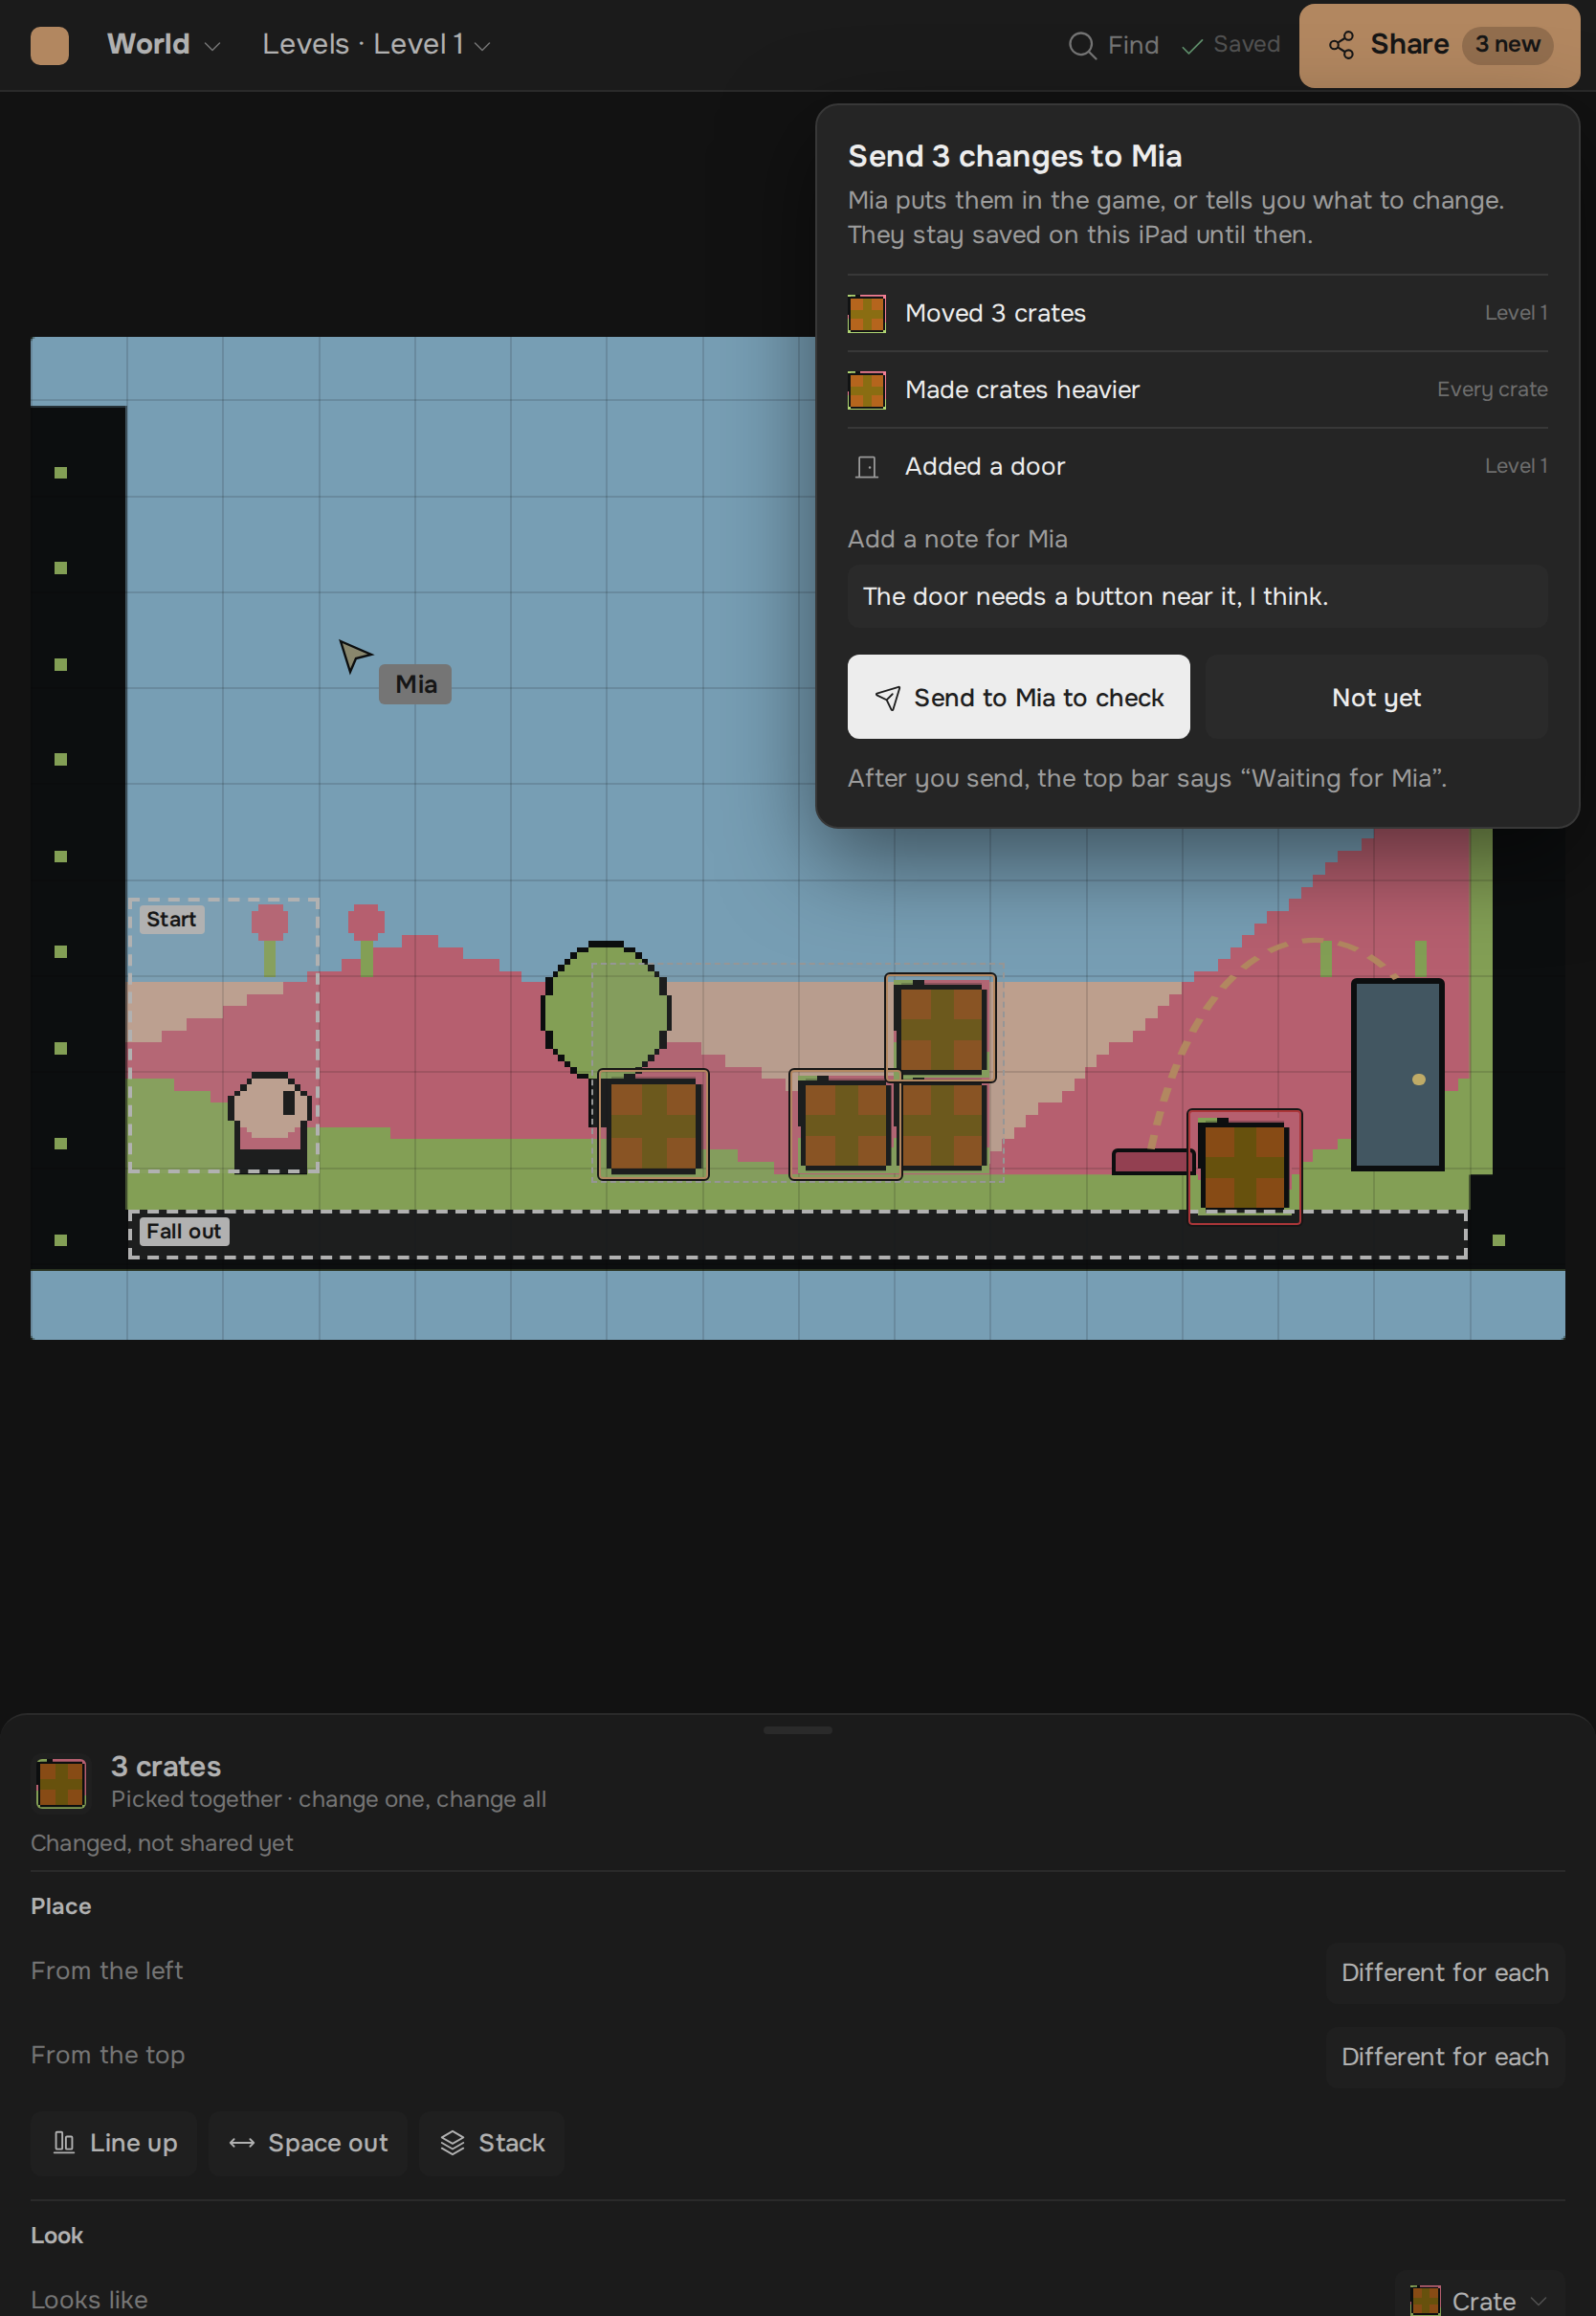 World
Levels · Level 1
Find
Saved
Share
3 new
Send 3 changes to Mia
Mia puts them in the game, or tells you what to change.
They stay saved on this iPad until then.
Moved 3 crates
Level 1
Made crates heavier
Every crate
Added a door
Level 1
Add a note for Mia
The door needs a button near it, I think.
Send to Mia to check
Not yet
After you send, the top bar says “Waiting for Mia”.
Mia
Start
Fall out
3 crates
Picked together · change one, change all
Changed, not shared yet
Place
From the left
Different for each
From the top
Different for each
Line up
Space out
Stack
Look
Looks like
Crate